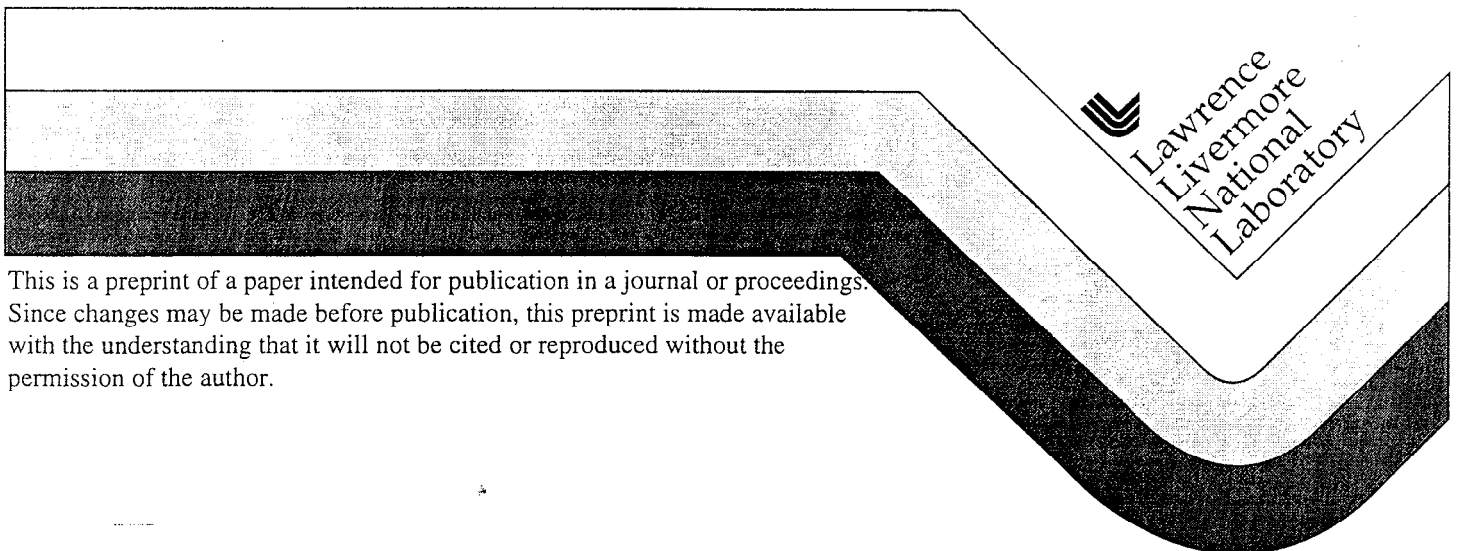 Lawrence
Livermore
National
Laboratory
This is a preprint of a paper intended for publication in a journal or proceedings.
Since changes may be made before publication, this preprint is made available
with the understanding that it will not be cited or reproduced without the
permission of the author.